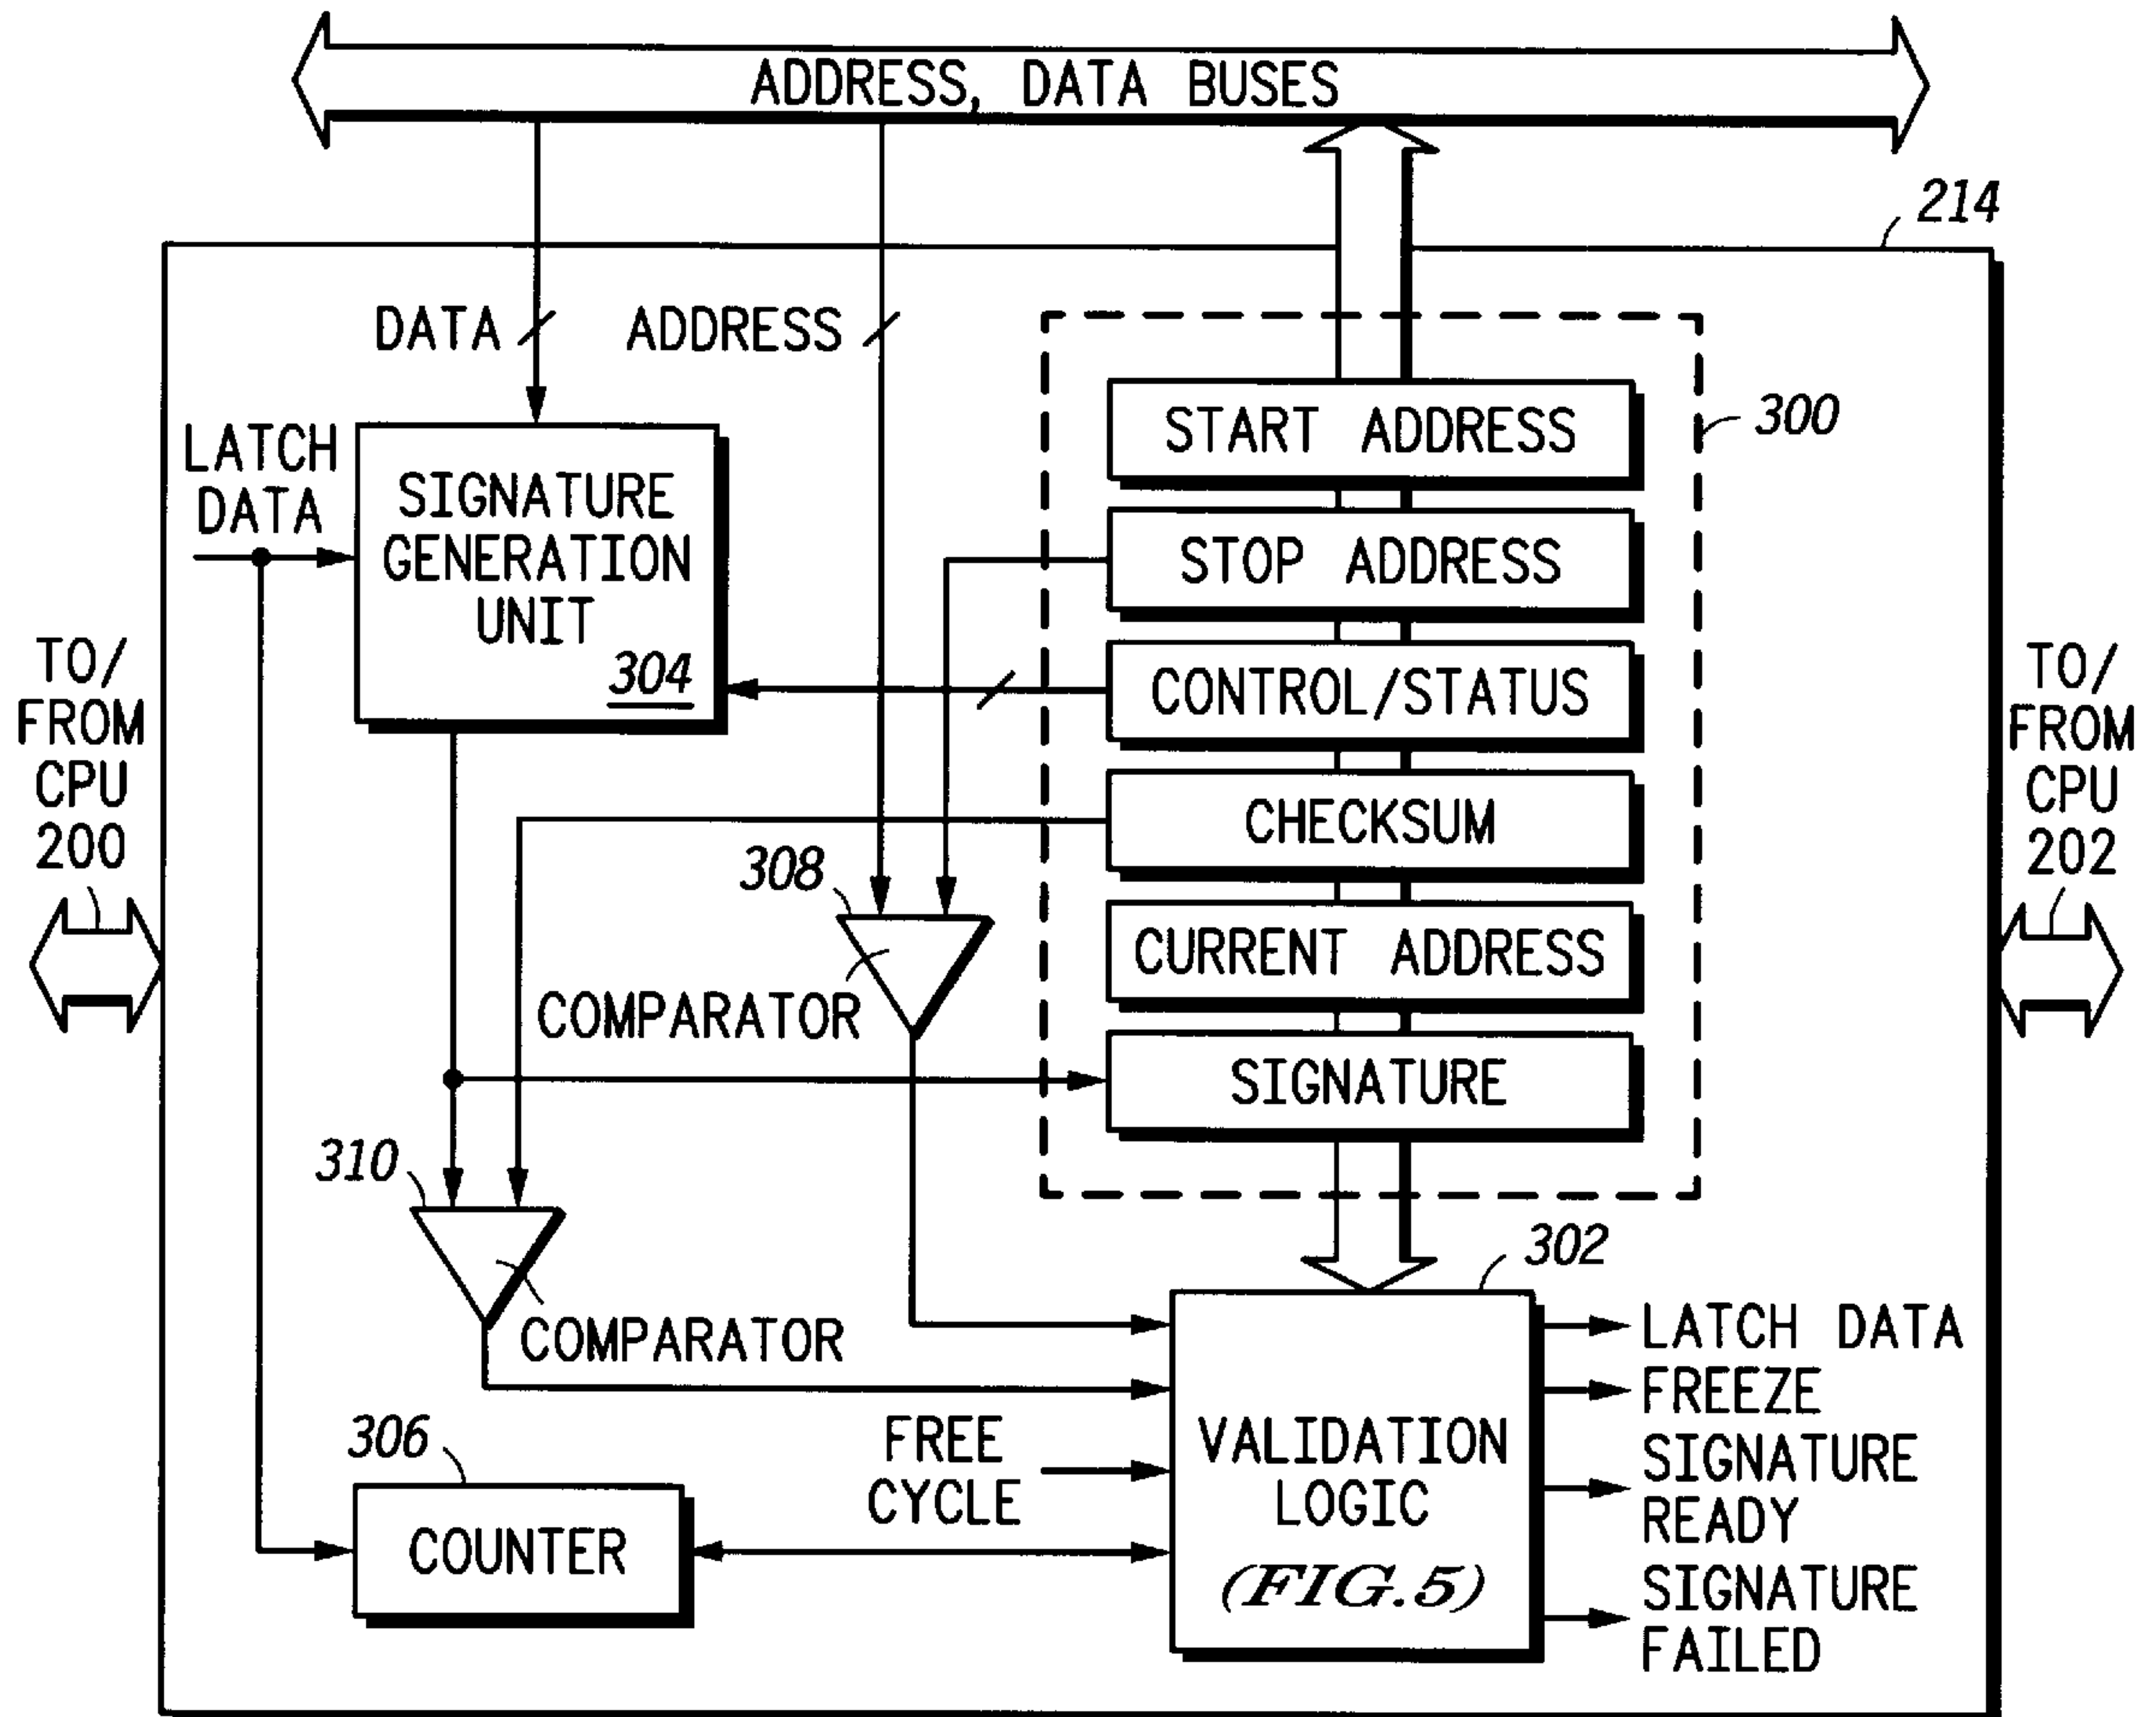 ADDRESS, DATA BUSES
214
DATA
ADDRESS
300
START ADDRESS
LATCH
DATA
SIGNATURE
GENERATION
UNIT
304
STOP ADDRESS
CONTROL/STATUS
CHECKSUM
CURRENT ADDRESS
SIGNATURE
TO/
FROM
CPU
200
TO/
FROM
CPU
202
308
COMPARATOR
310
COMPARATOR
302
306
COUNTER
FREE
CYCLE
VALIDATION
LOGIC
(FIG.5)
LATCH DATA
FREEZE
SIGNATURE
READY
SIGNATURE
FAILED